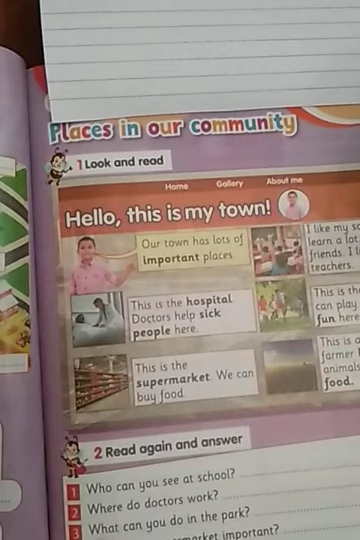 Places in our community
1 Look and read
Home Gallery About me
Hello, this is my town!
Our town has lots of
important places
I like my
learn a lot
friends. I
teachers.
This is the hospital.
Doctors help sick
people here.
This is the
can play
fun here
This is the
supermarket. We can
buy food.
This is a
farmer
animals
food.
2 Read again and answer
1 Who can you see at school?
2 Where do doctors work?
3 What can you do in the park?
important?